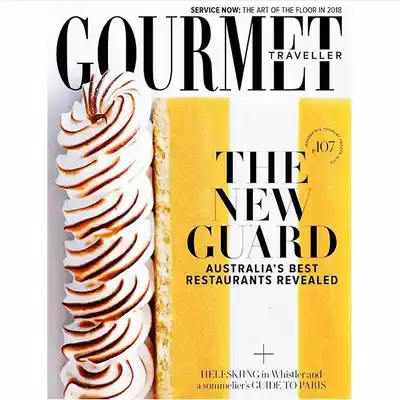 SERVICE NOW: THE ART OF THE FLOOR IN 2018
GOURMET
TRAVELLER
107
THE
NEW
GUARD
AUSTRALIA'S BEST
RESTAURANTS REVEALED
+
HELI-SKIING in Whistler and
a sommelier's GUIDE TO PARIS